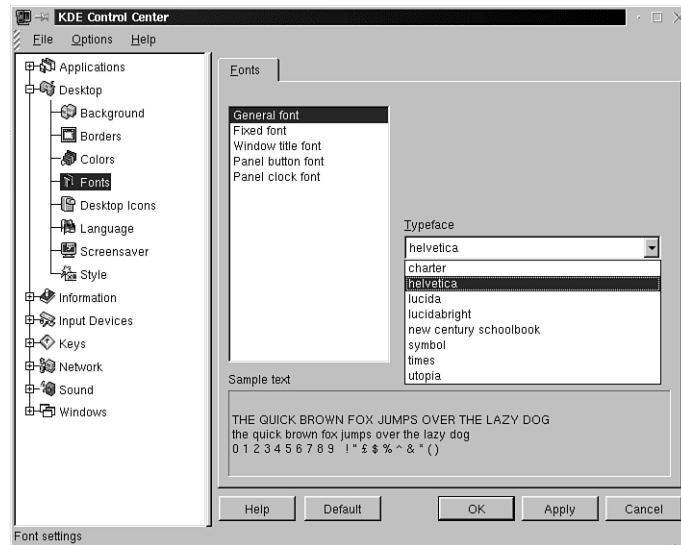 KDE Control Center
File Options Help
Applications
Desktop
Background
Borders
Colors
Fonts
Desktop Icons
Language
Screensaver
Style
Information
Input Devices
Keys
Network
Sound
Windows
Fonts
General font
Fixed font
Window title font
Panel button font
Panel clock font
Typeface
helvetica
charter
helvetica
lucida
lucidabright
new century schoolbook
symbol
times
utopia
Sample text
THE QUICK BROWN FOX JUMPS OVER THE LAZY DOG
the quick brown fox jumps over the lazy dog
0 1 2 3 4 5 6 7 8 9 ! " £ $ % ^ & * ( )
Help Default OK Apply Cancel
Font settings